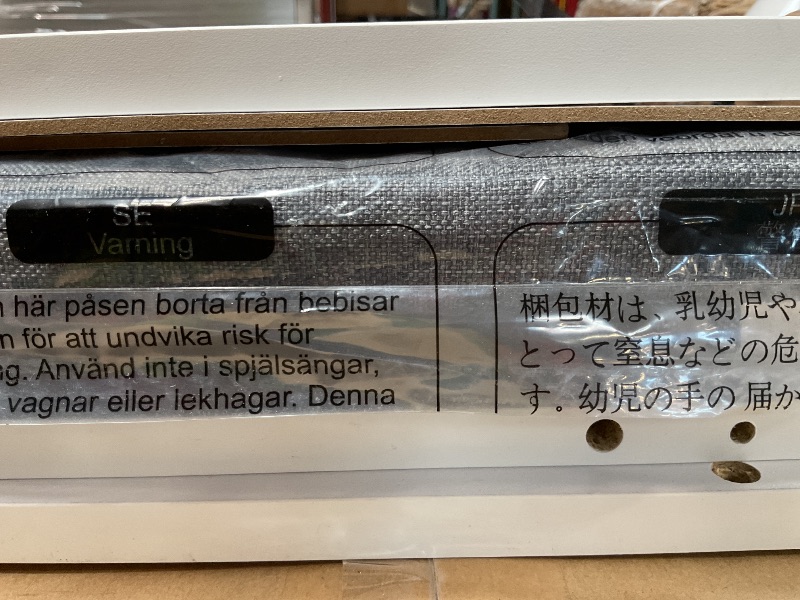 SE
Varning
här påsen borta från bebisar
för att undvika risk för
Använd inte i spjälsängar,
vagnar eller lekhagar. Denna
JP
梱包材は、乳幼児や
とって窒息などの危
す。幼児の手の届か